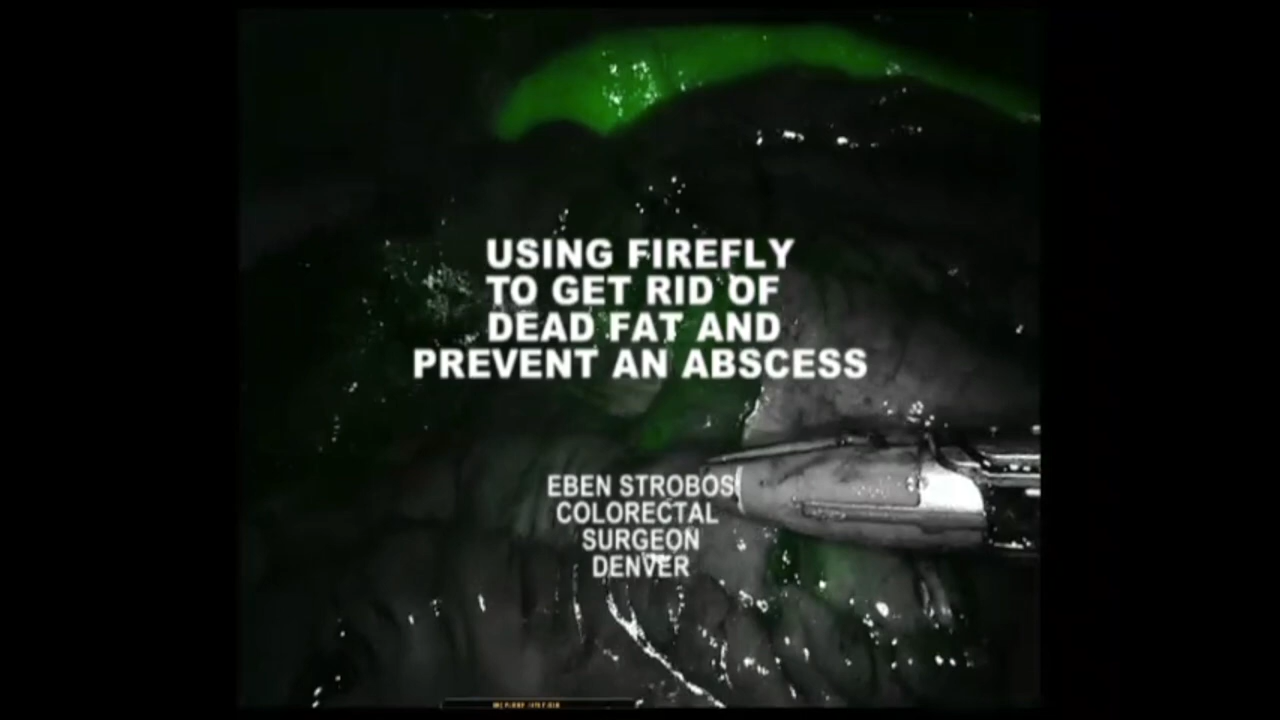 USING FIREFLY
TO GET RID OF
DEAD FAT AND
PREVENT AN ABSCESS
EBEN STROBOS
COLORECTAL
SURGEON
DENVER